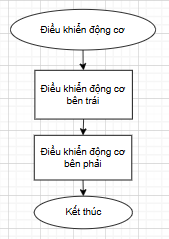 Điều khiển động cơ
Điều khiển động cơ
bên trái
Điều khiển động cơ
bên phải
Kết thúc